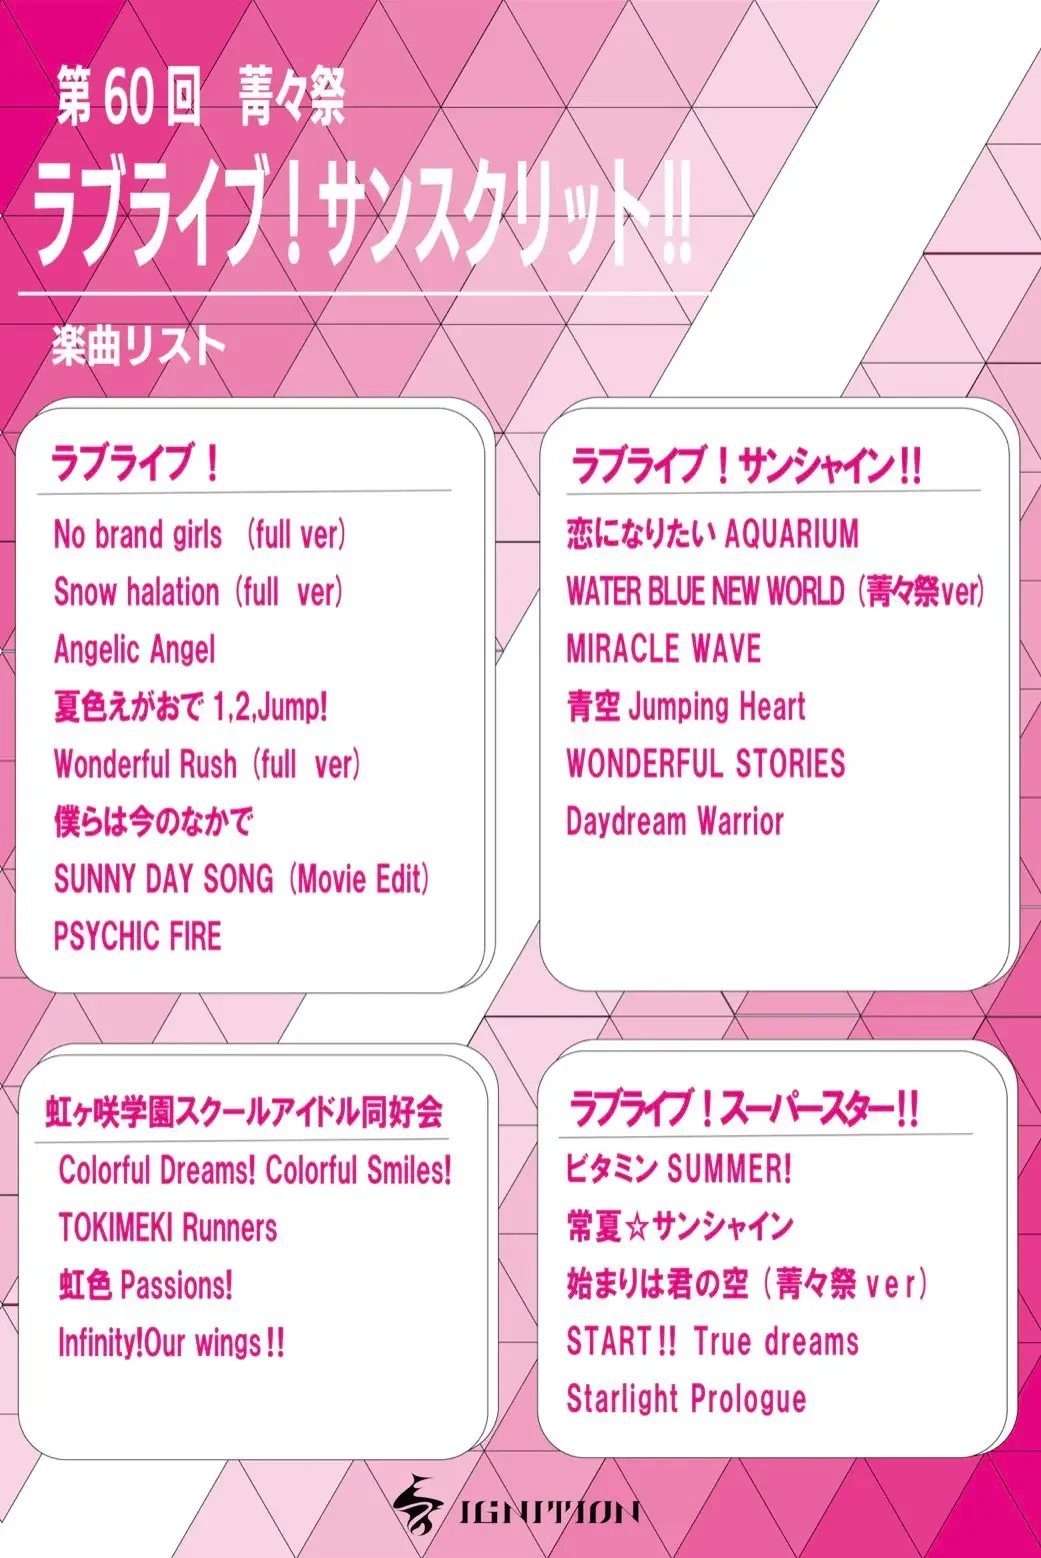 第60回 菁々祭
ラブライブ！サンスクリット!!
楽曲リスト
ラブライブ！
No brand girls （full ver）
Snow halation（full ver）
Angelic Angel
夏色えがおで 1,2,Jump!
Wonderful Rush（full ver）
僕らは今のなかで
SUNNY DAY SONG（Movie Edit）
PSYCHIC FIRE
ラブライブ！サンシャイン!!
恋になりたい AQUARIUM
WATER BLUE NEW WORLD（菁々祭ver）
MIRACLE WAVE
青空 Jumping Heart
WONDERFUL STORIES
Daydream Warrior
虹ヶ咲学園スクールアイドル同好会
Colorful Dreams! Colorful Smiles!
TOKIMEKI Runners
虹色 Passions!
Infinity!Our wings!!
ラブライブ！スーパースター!!
ビタミン SUMMER!
常夏☆サンシャイン
始まりは君の空（菁々祭ver）
START!! True dreams
Starlight Prologue
IGNITION